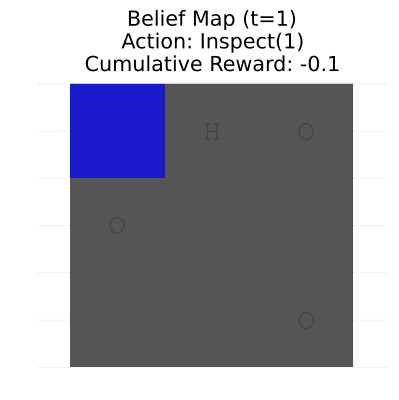 Belief Map (t=1)
Action: Inspect(1)
Cumulative Reward: -0.1
H O
O
O